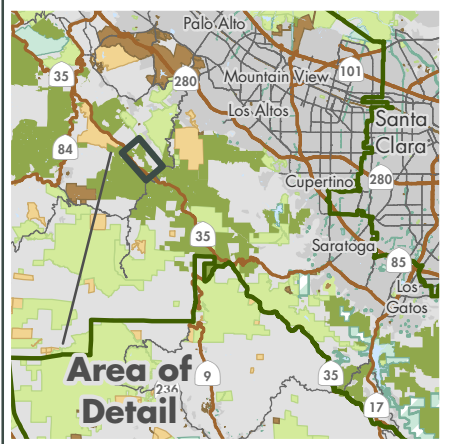 Palo Alto
35
280
Mountain View
101
Los Altos
Santa
Clara
84
Cupertino
280
35
Saratoga
85
Los
Gatos
Area of
236
Detail
9
35
17